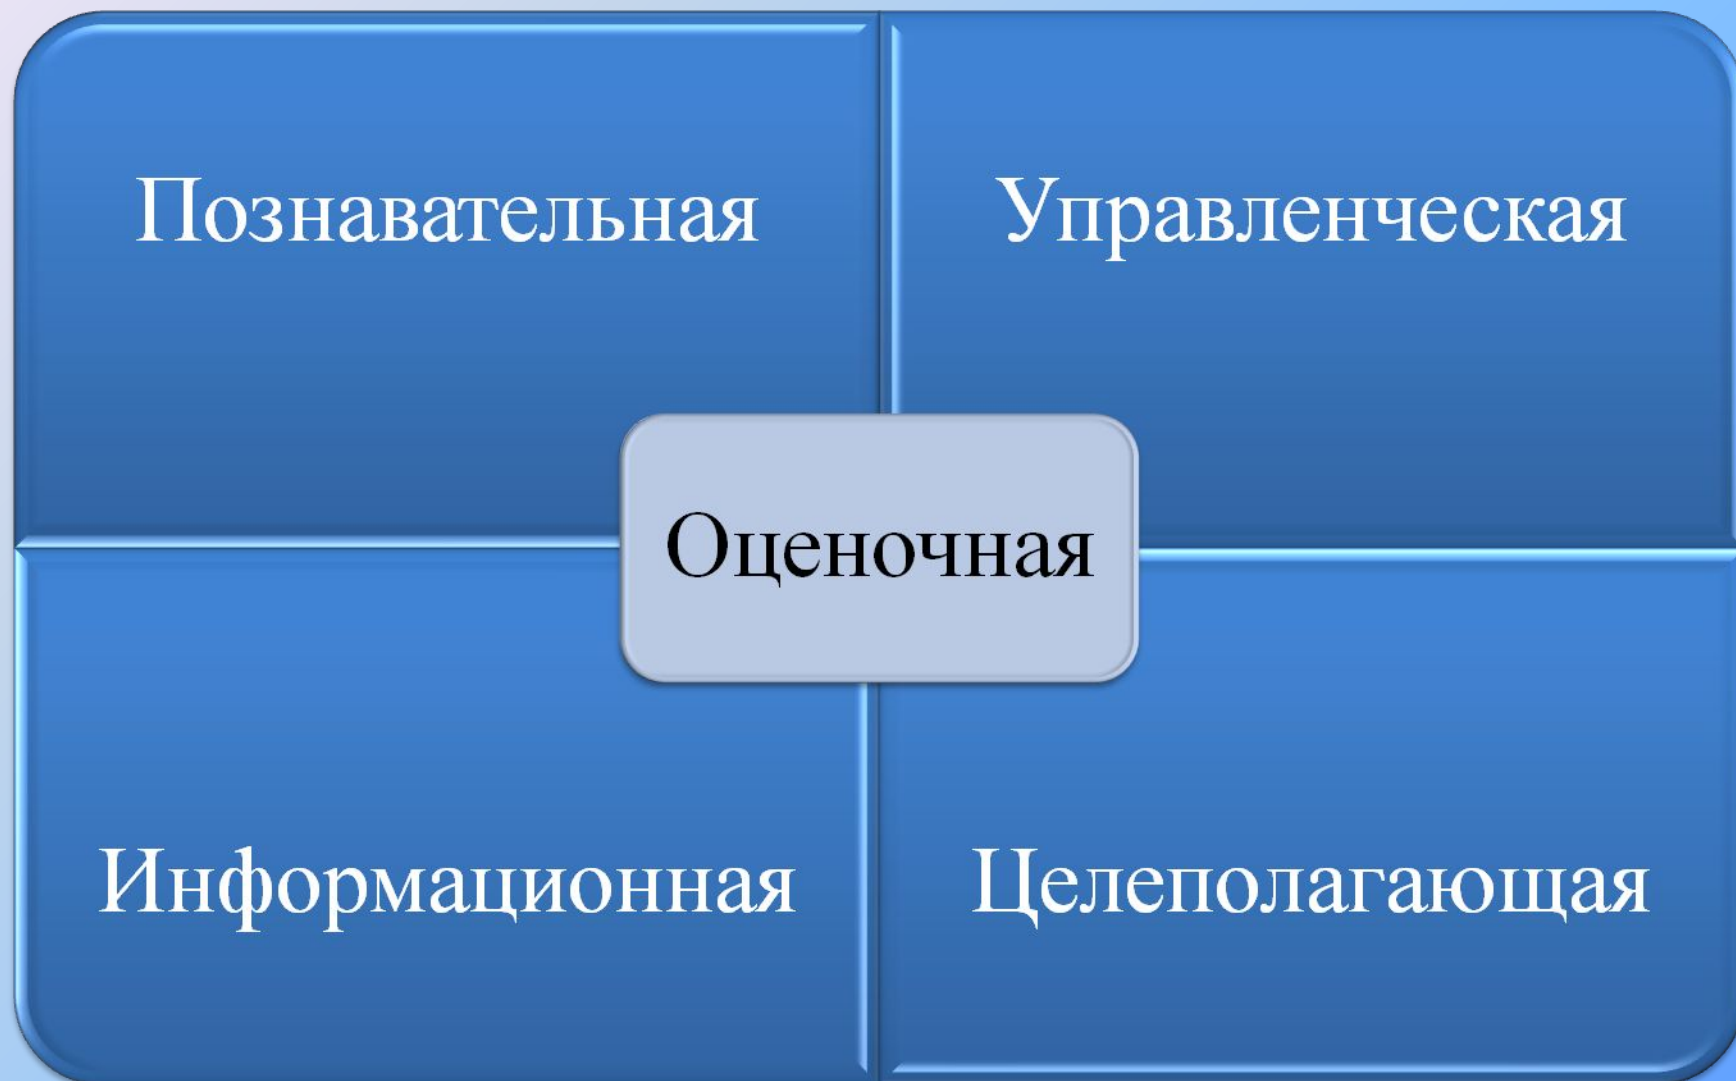 Познавательная
Управленческая
Оценочная
Информационная
Целеполагающая